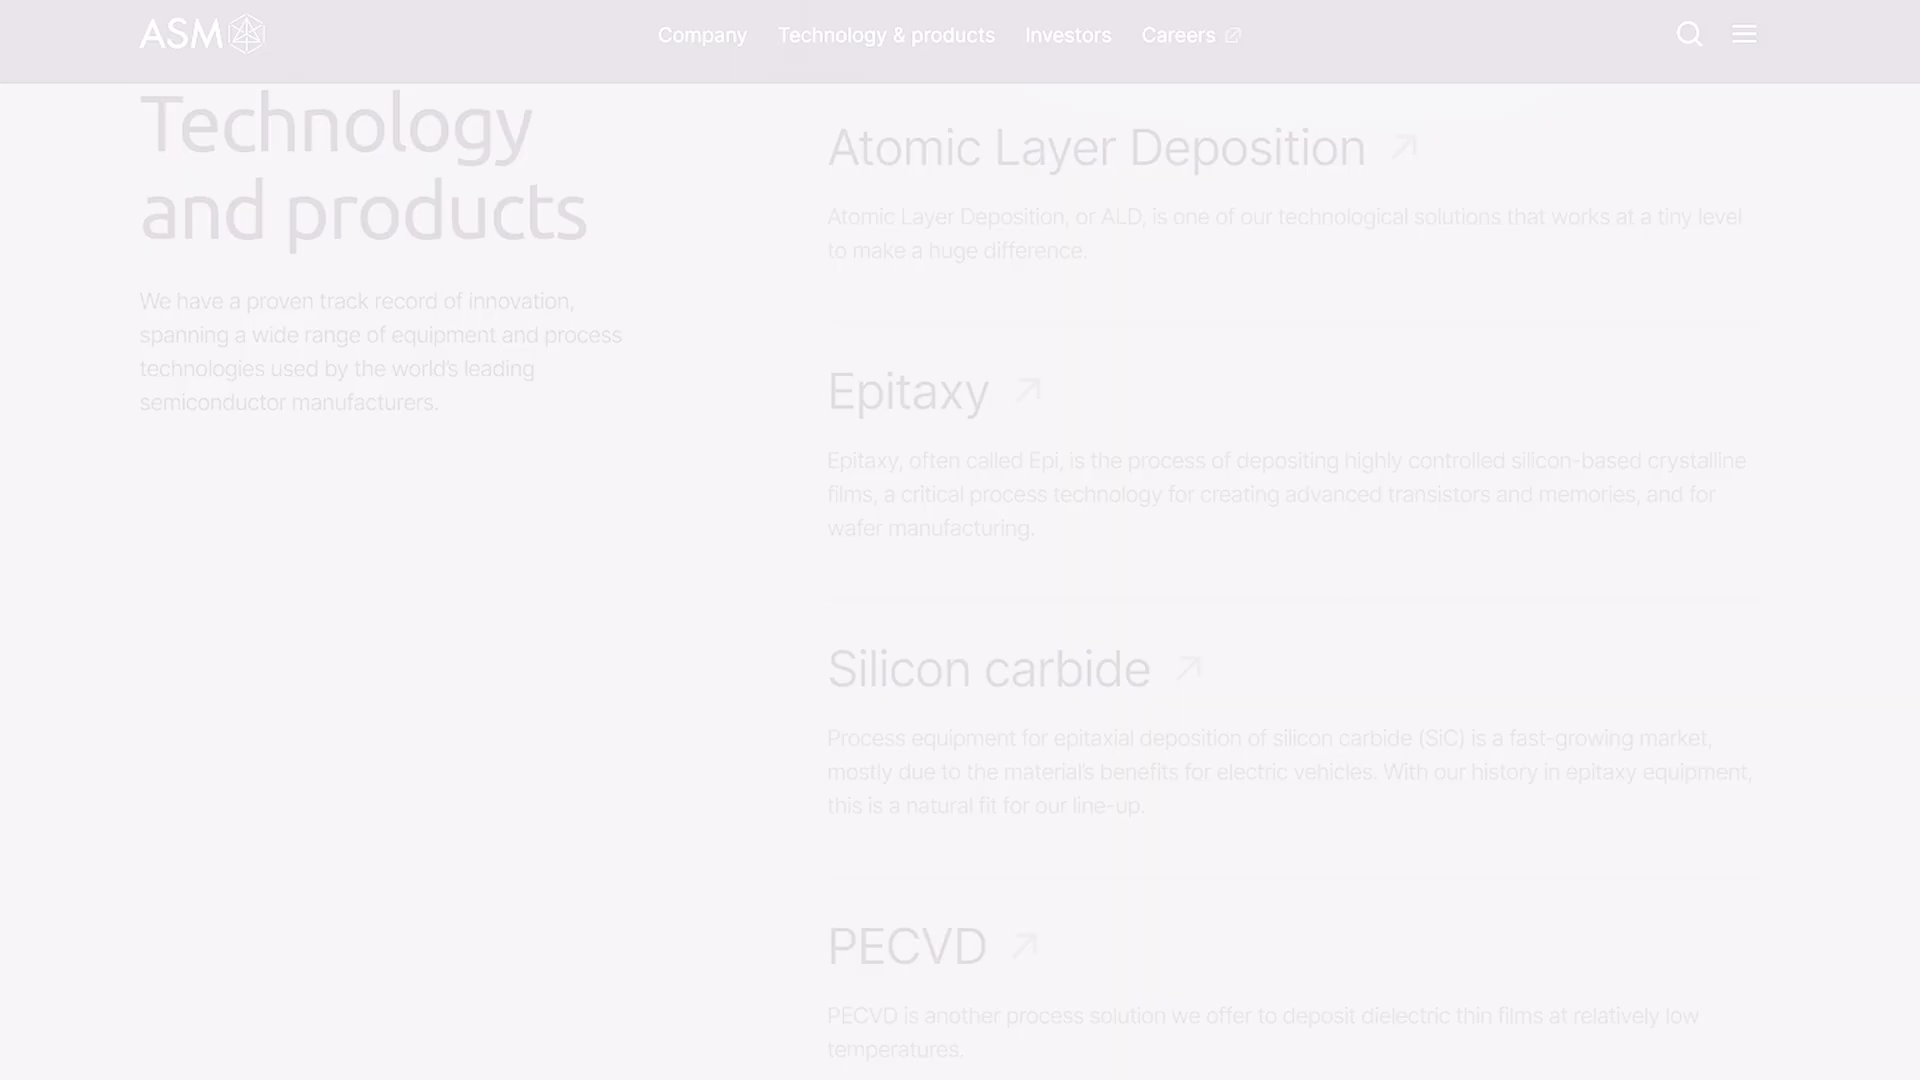 ASM
Company Technology & products Investors Careers
Technology
and products
We have a proven track record of innovation,
spanning a wide range of equipment and process
technologies used by the world's leading
semiconductor manufacturers.
Atomic Layer Deposition
Atomic Layer Deposition, or ALD, is one of our technological solutions that works at a tiny level
to make a huge difference.
Epitaxy
Epitaxy, often called Epi, is the process of depositing highly controlled silicon-based crystalline
films, a critical process technology for creating advanced transistors and memories, and for
wafer manufacturing.
Silicon carbide
Process equipment for epitaxial deposition of silicon carbide (SiC) is a fast-growing market,
mostly due to the material's benefits for electric vehicles. With our history in epitaxy equipment,
this is a natural fit for our line-up.
PECVD
PECVD is another process solution we offer to deposit dielectric thin films at relatively low
temperatures.